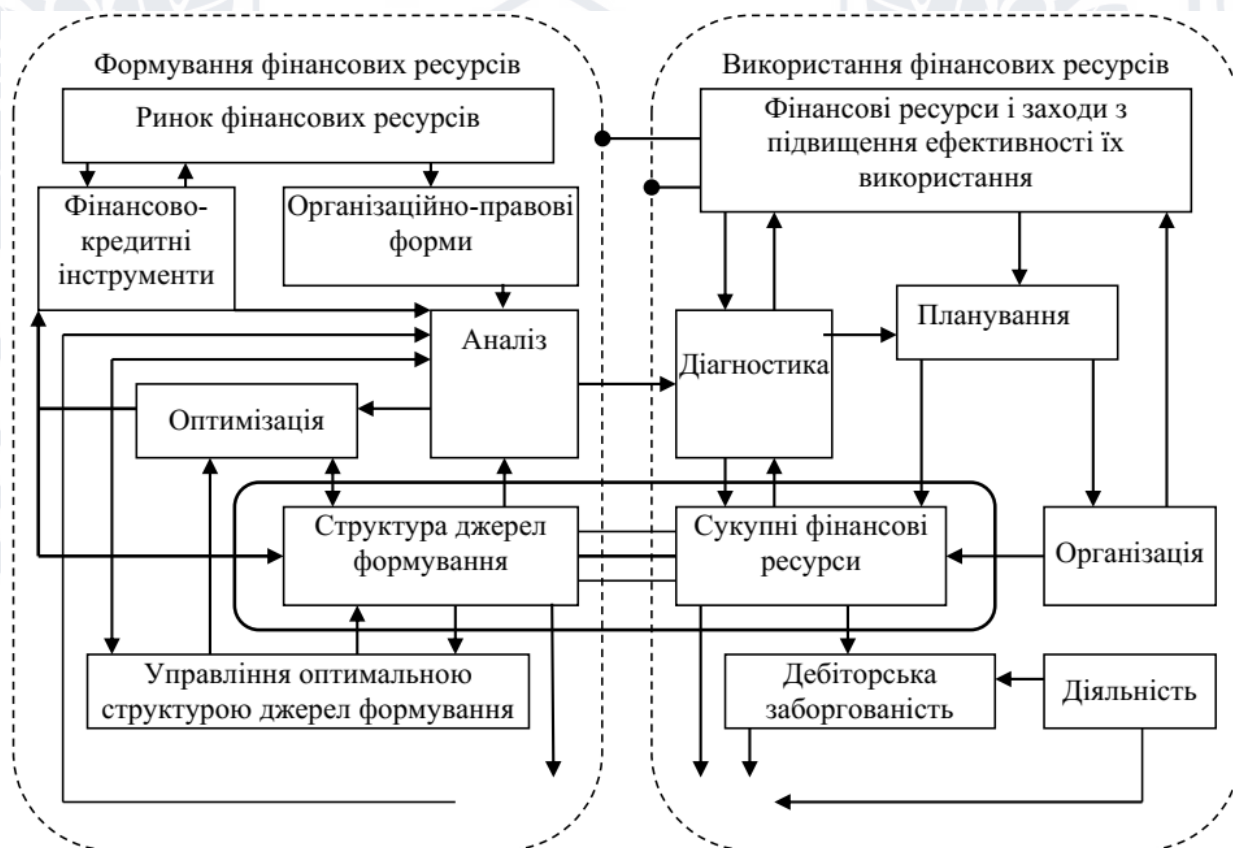 Формування фінансових ресурсів
Ринок фінансових ресурсів
Фінансово-
кредитні
інструменти
Організаційно-правові
форми
Аналіз
Оптимізація
Структура джерел
формування
Управління оптимальною
структурою джерел формування
Використання фінансових ресурсів
Фінансові ресурси і заходи з
підвищення ефективності їх
використання
Планування
Діагностика
Сукупні фінансові
ресурси
Організація
Дебіторська
заборгованість
Діяльність